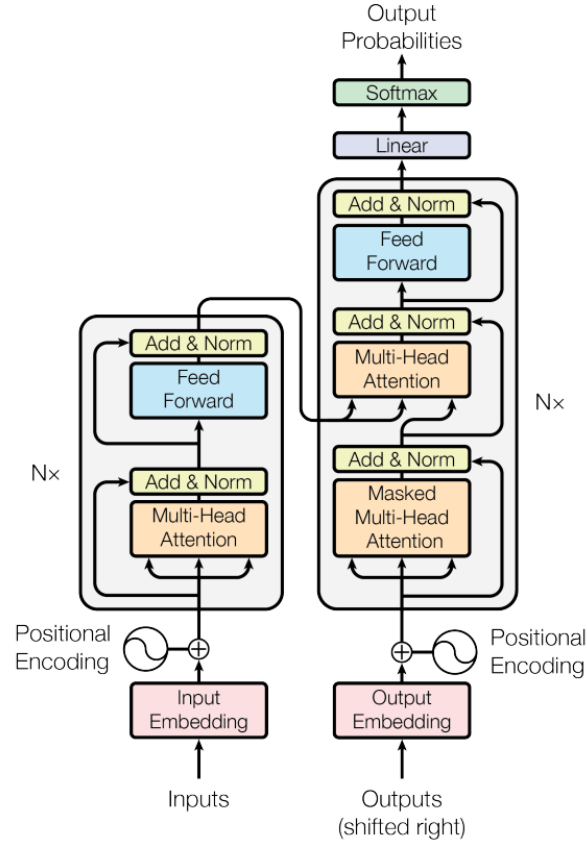 Output
Probabilities
Softmax
Linear
Add & Norm
Feed
Forward
Add & Norm
Multi-Head
Attention
Add & Norm
Masked
Multi-Head
Attention
N×
Add & Norm
Feed
Forward
Add & Norm
Multi-Head
Attention
N×
Positional
Encoding
Input
Embedding
Inputs
Positional
Encoding
Output
Embedding
Outputs
(shifted right)